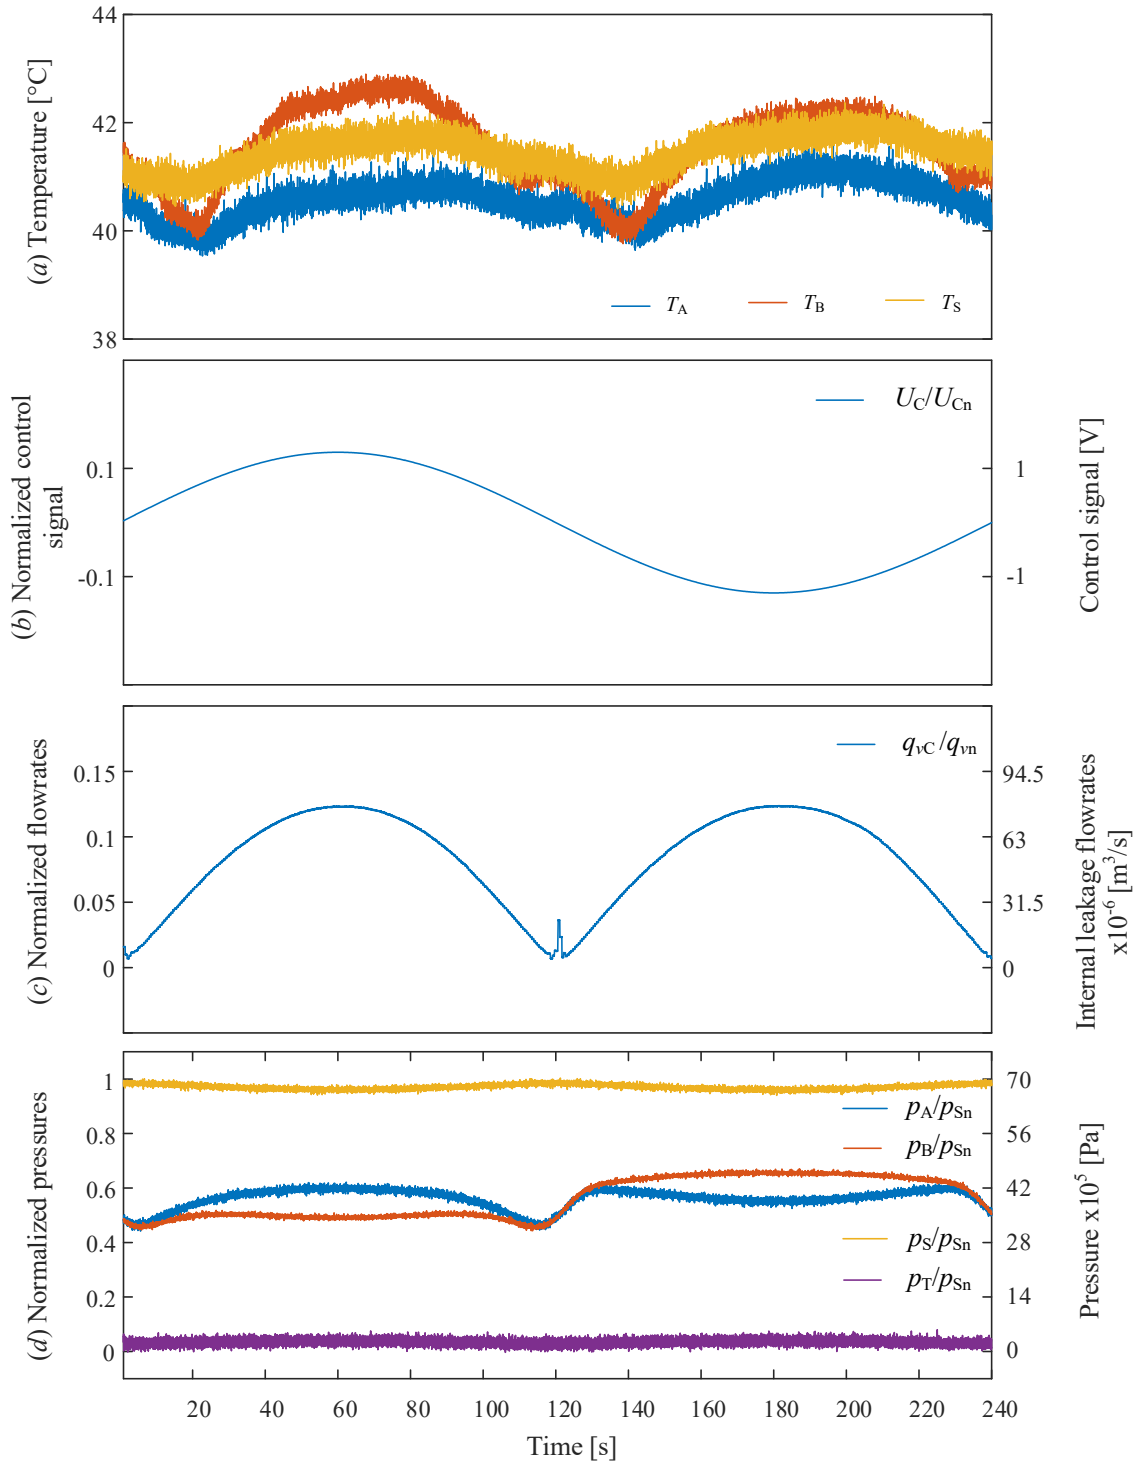 44
42
40
38
(a) Temperature [°C]
T_A
T_B
T_S
0.1
-0.1
(b) Normalized control
signal
U_C/U_Cn
1
-1
Control signal [V]
0.15
0.1
0.05
0
(c) Normalized flowrates
q_vC/q_vn
94.5
63
31.5
0
Internal leakage flowrates
x10^-6 [m^3/s]
1
0.8
0.6
0.4
0.2
0
(d) Normalized pressures
p_A/p_Sn
p_B/p_Sn
p_S/p_Sn
p_T/p_Sn
70
56
42
28
14
0
Pressure x10^5 [Pa]
20 40 60 80 100 120 140 160 180 200 220 240
Time [s]